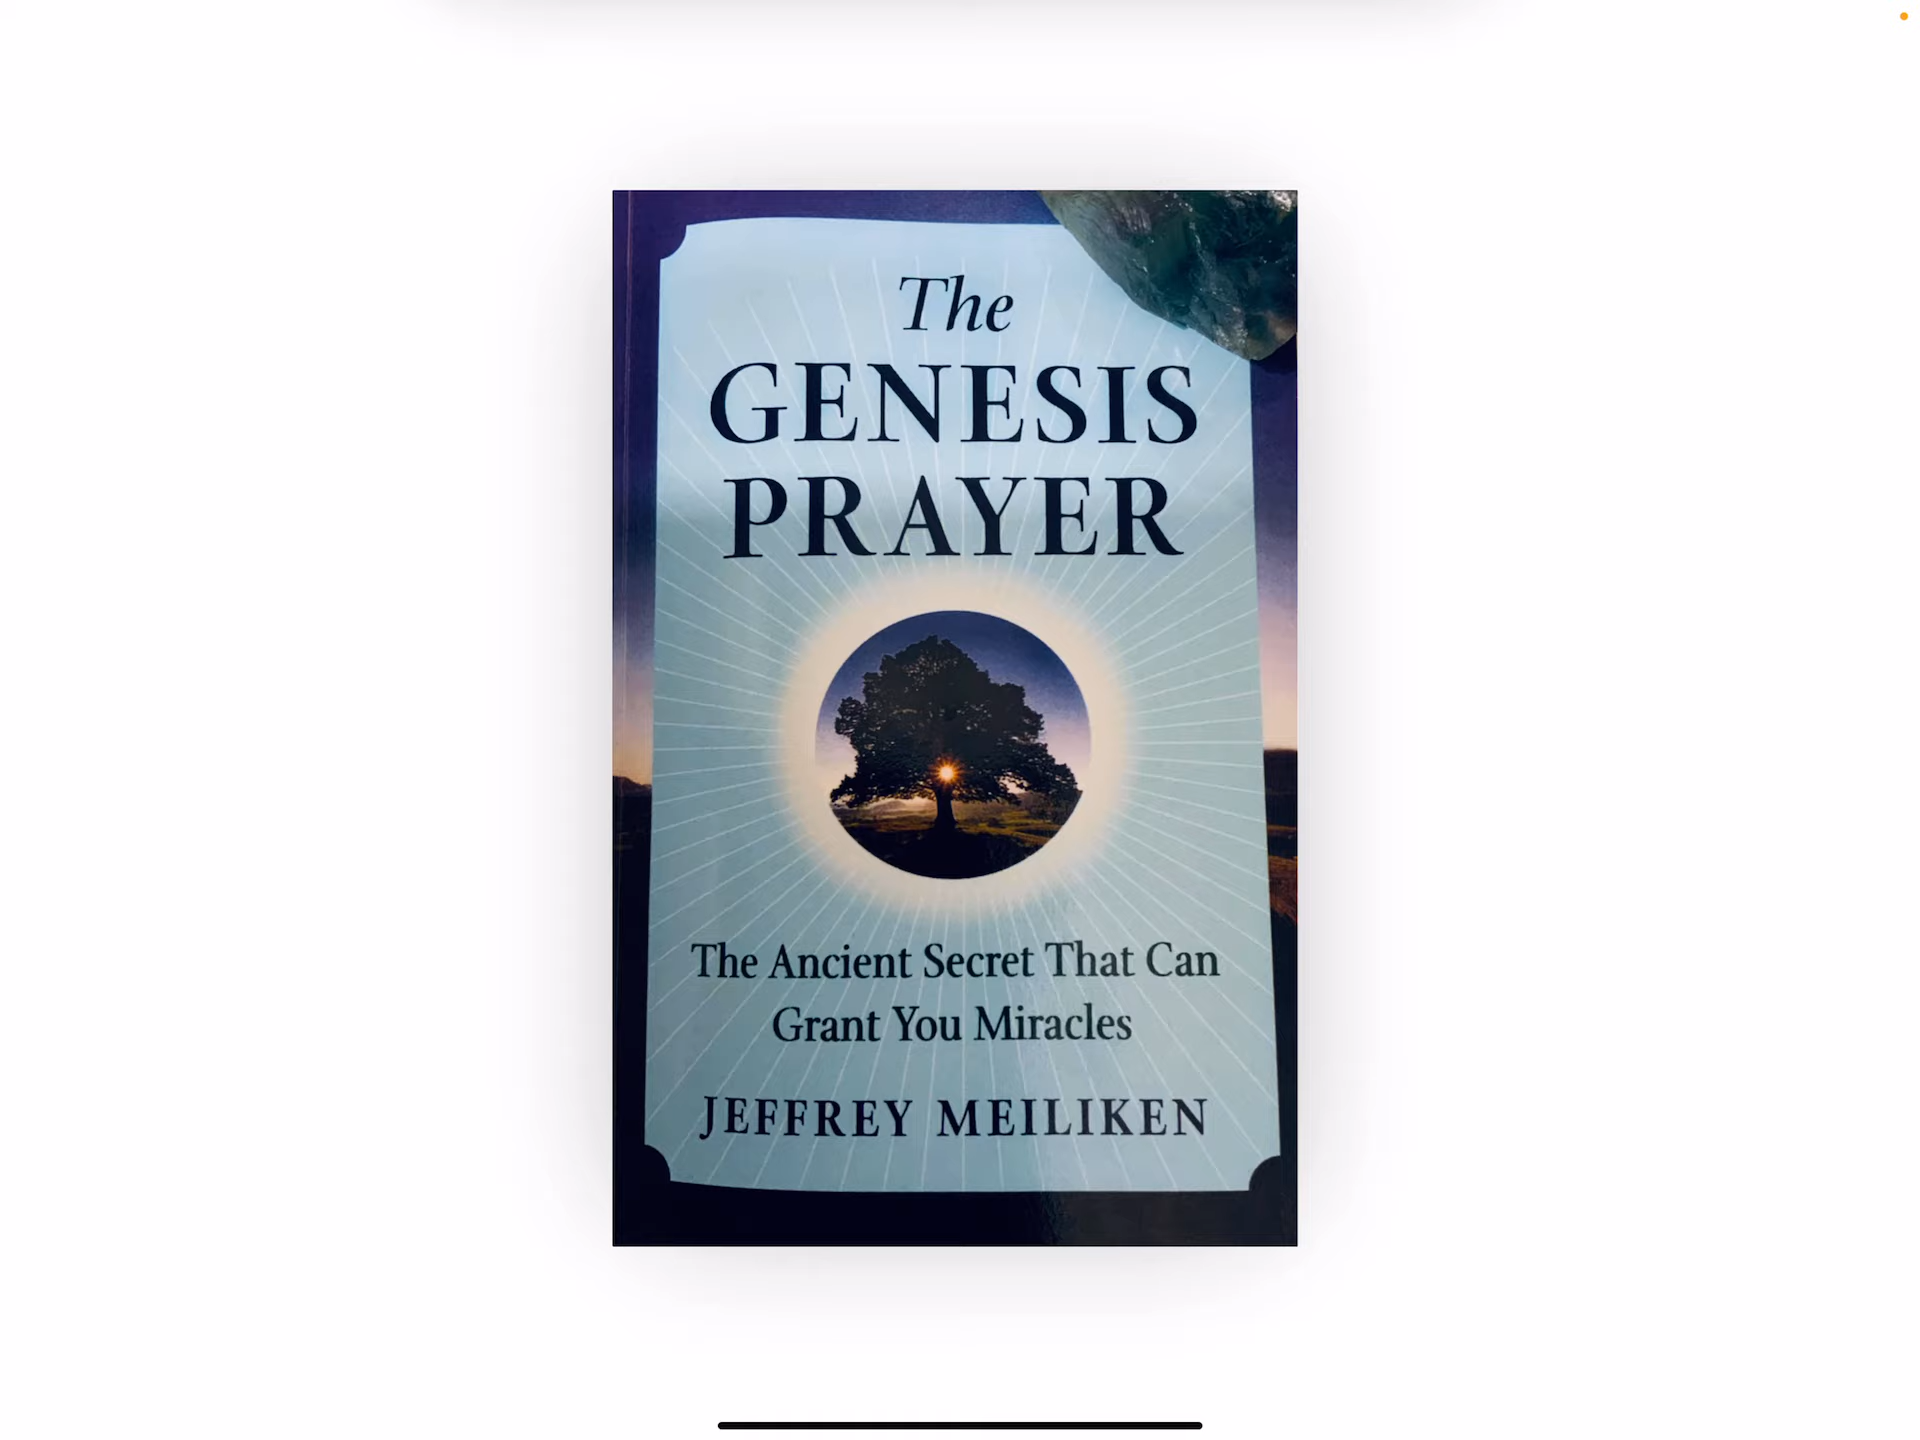 The
GENESIS
PRAYER
The Ancient Secret That Can
Grant You Miracles
JEFFREY MEILIKEN